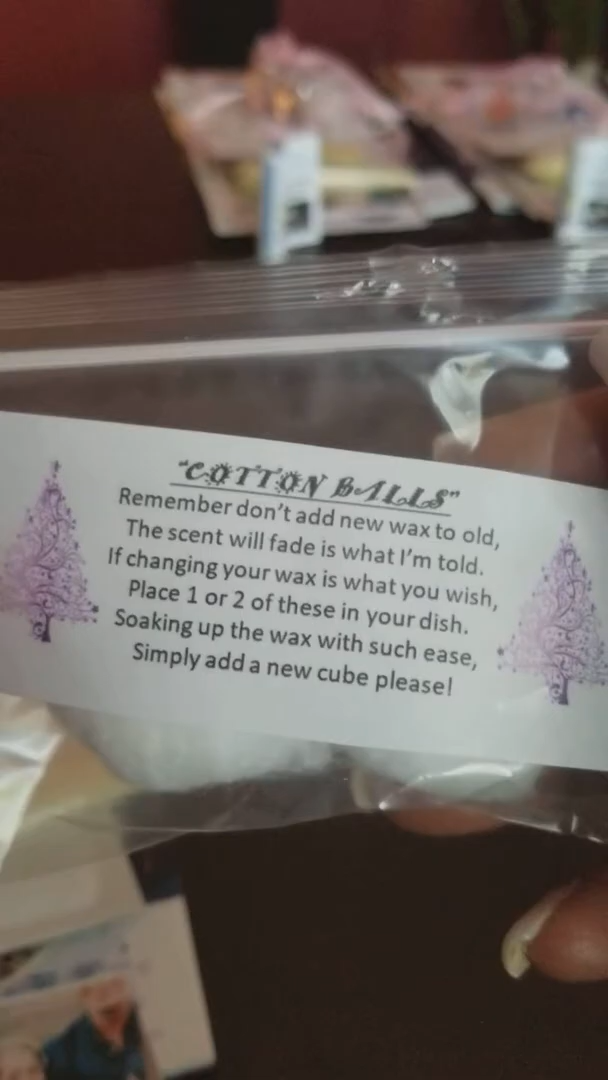 "COTTON BALLS"
Remember don't add new wax to old,
The scent will fade is what I'm told.
If changing your wax is what you wish,
Place 1 or 2 of these in your dish.
Soaking up the wax with such ease,
Simply add a new cube please!